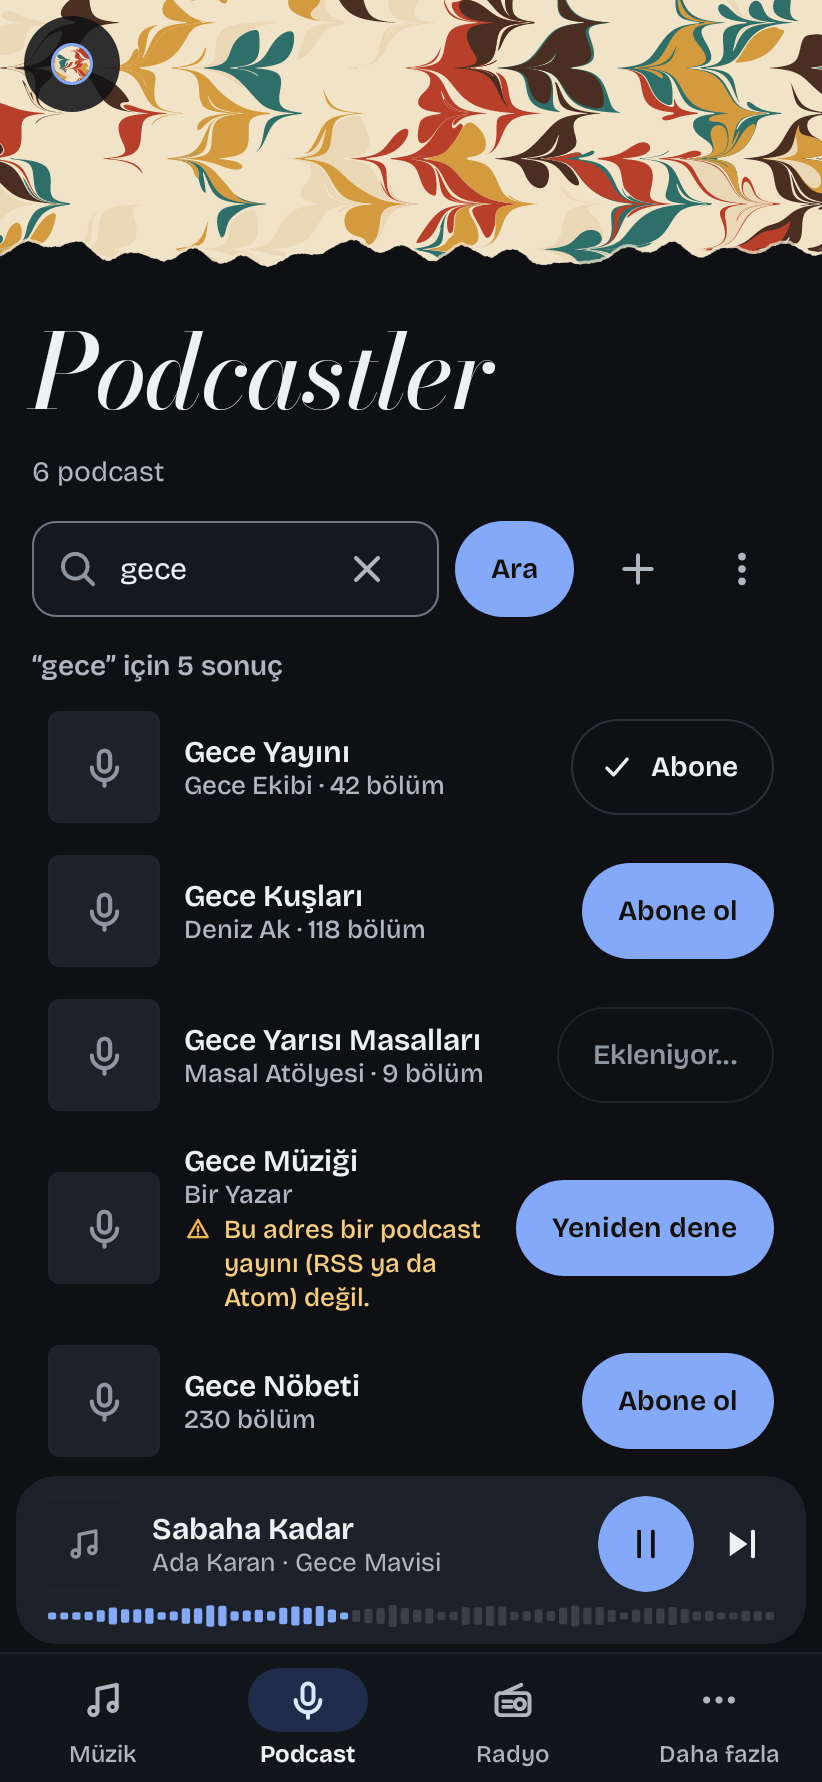 Podcastler
6 podcast
gece
Ara
“gece” için 5 sonuç
Gece Yayını
Gece Ekibi · 42 bölüm
Abone
Gece Kuşları
Deniz Ak · 118 bölüm
Abone ol
Gece Yarısı Masalları
Masal Atölyesi · 9 bölüm
Ekleniyor...
Gece Müziği
Bir Yazar
Bu adres bir podcast
yayını (RSS ya da
Atom) değil.
Yeniden dene
Gece Nöbeti
230 bölüm
Abone ol
Sabaha Kadar
Ada Karan · Gece Mavisi
Müzik
Podcast
Radyo
Daha fazla